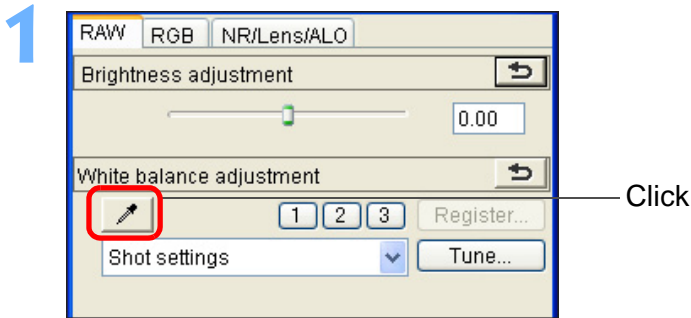 1
RAW RGB NR/Lens/ALO
Brightness adjustment
0.00
White balance adjustment
Click
1 2 3 Register...
Shot settings Tune...